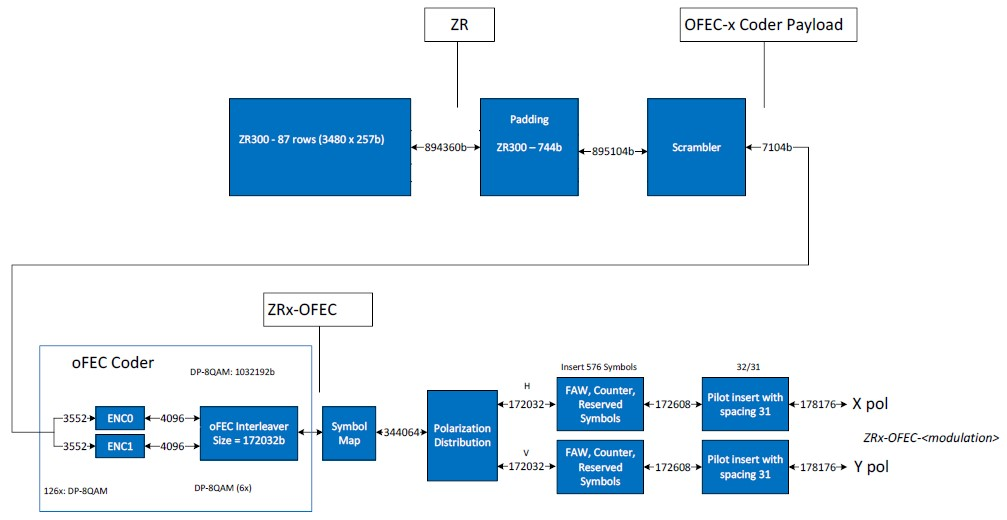 ZR
OFEC-x Coder Payload
ZR300 - 87 rows (3480 x 257b)
894360b
Padding
ZR300 – 744b
895104b
Scrambler
7104b
ZRx-OFEC
oFEC Coder
DP-8QAM: 1032192b
3552
ENC0
4096
3552
ENC1
4096
oFEC Interleaver
Size = 172032b
126x: DP-8QAM
DP-8QAM (6x)
Symbol
Map
344064
Polarization
Distribution
H
172032
V
172032
Insert 576 Symbols
FAW, Counter,
Reserved
Symbols
172608
32/31
Pilot insert with
spacing 31
178176
X pol
FAW, Counter,
Reserved
Symbols
172608
Pilot insert with
spacing 31
178176
Y pol
ZRx-OFEC-<modulation>